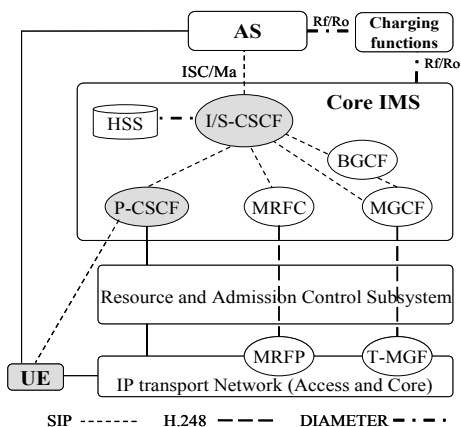 AS
Rf/Ro
Charging
functions
Rf/Ro
ISC/Ma
Core IMS
HSS
I/S-CSCF
BGCF
P-CSCF
MRFC
MGCF
Resource and Admission Control Subsystem
MRFP
T-MGF
UE
IP transport Network (Access and Core)
SIP
H.248
DIAMETER